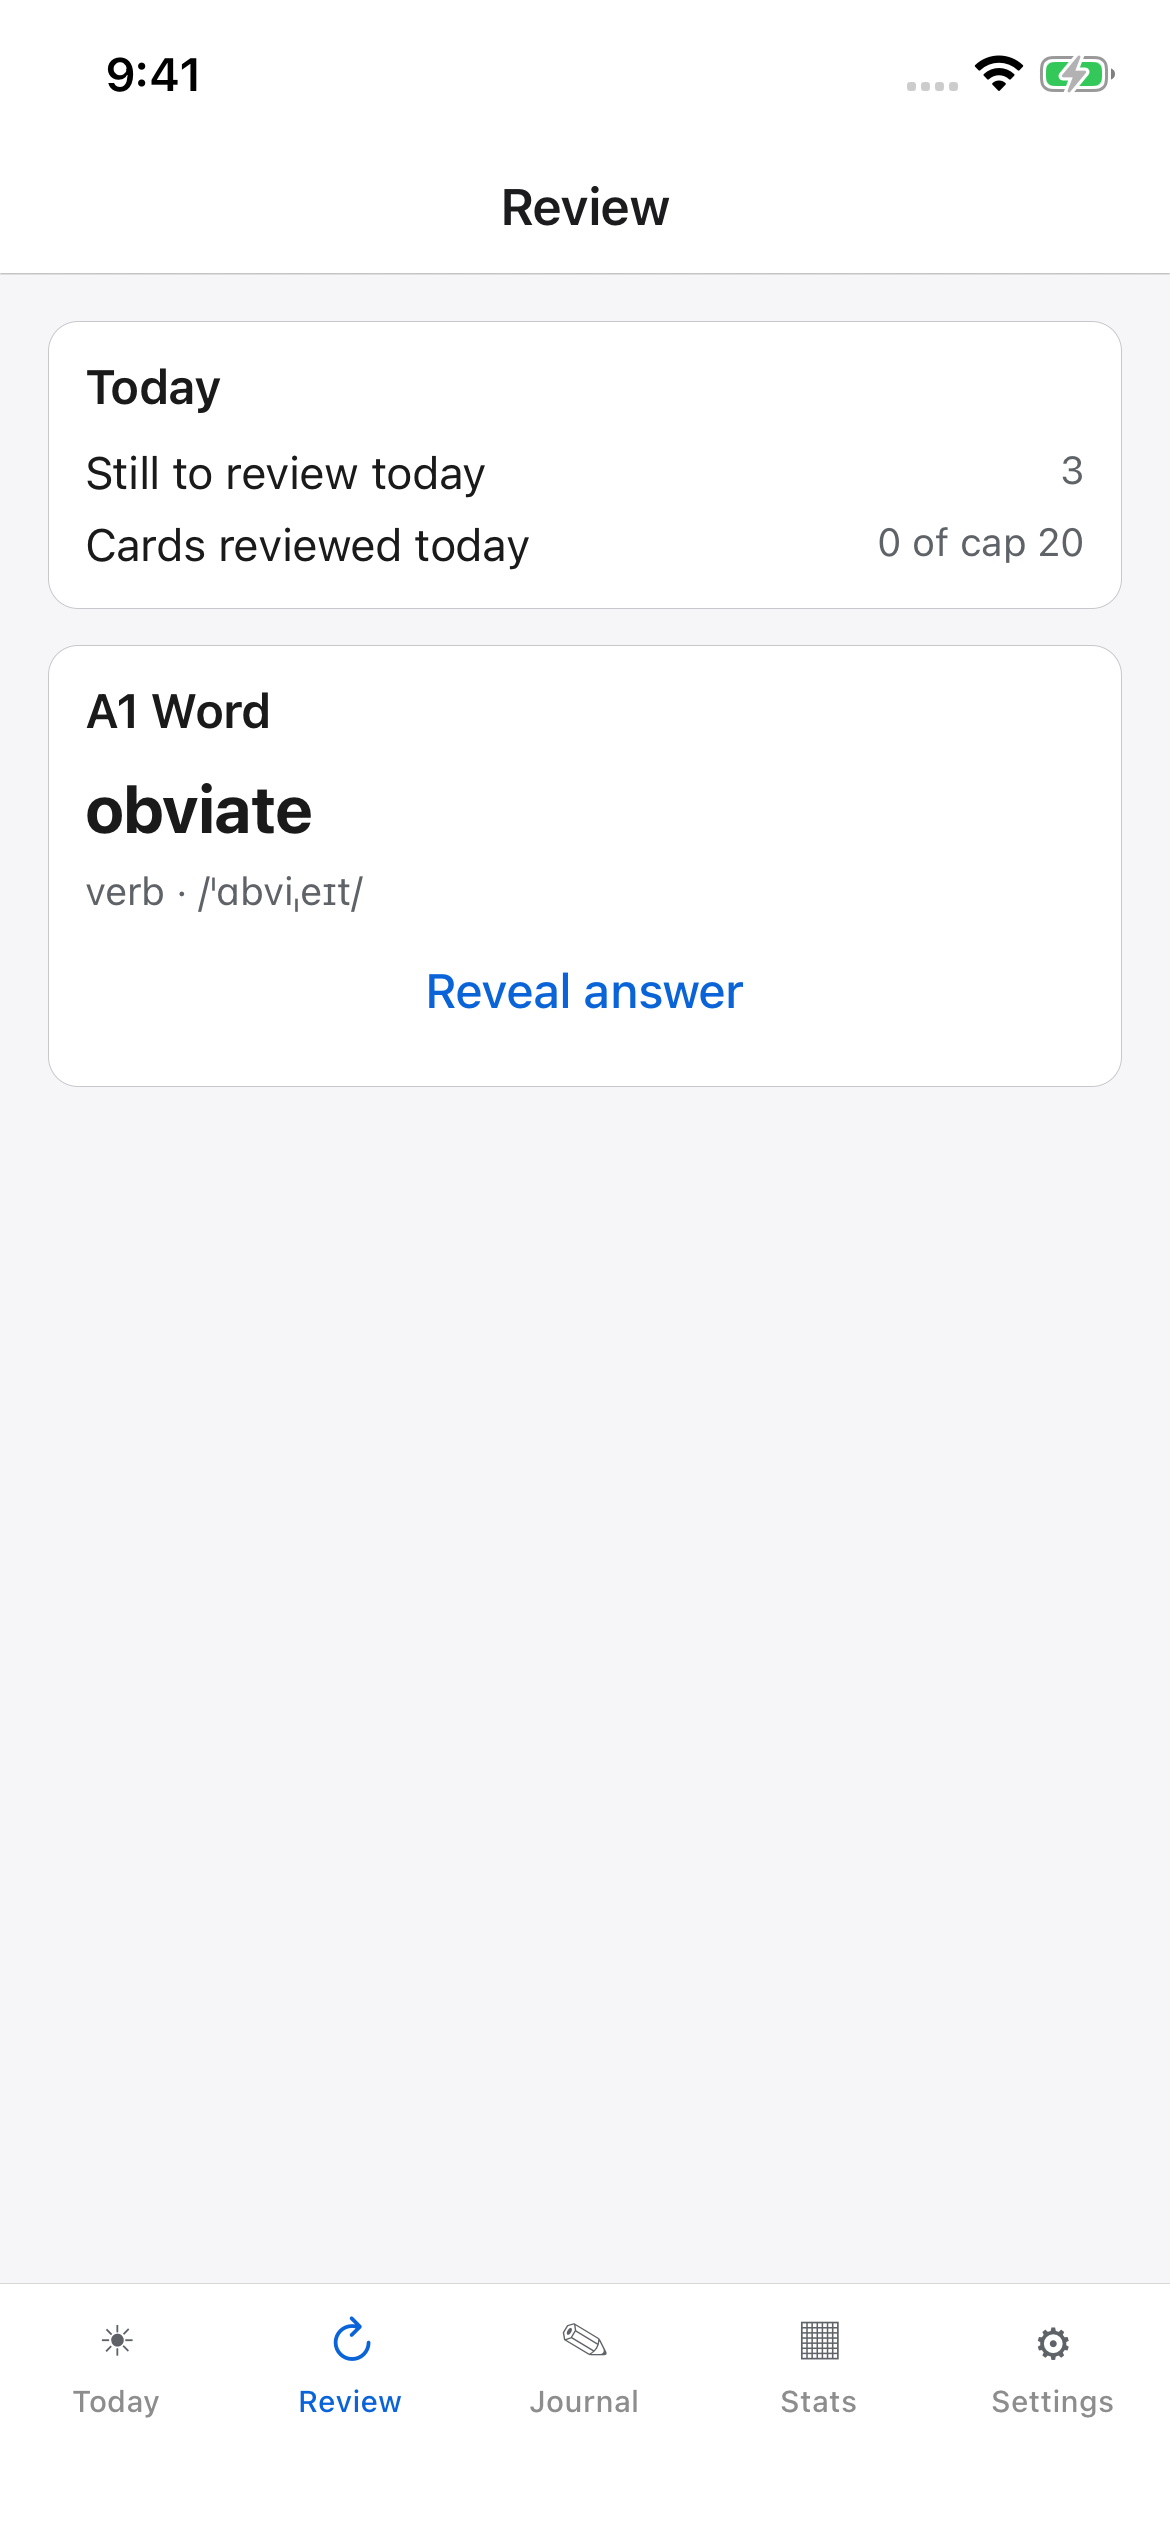 9:41
Review
Today
Still to review today 3
Cards reviewed today 0 of cap 20
A1 Word
obviate
verb · /ˈɑbviˌeɪt/
Reveal answer
Today Review Journal Stats Settings